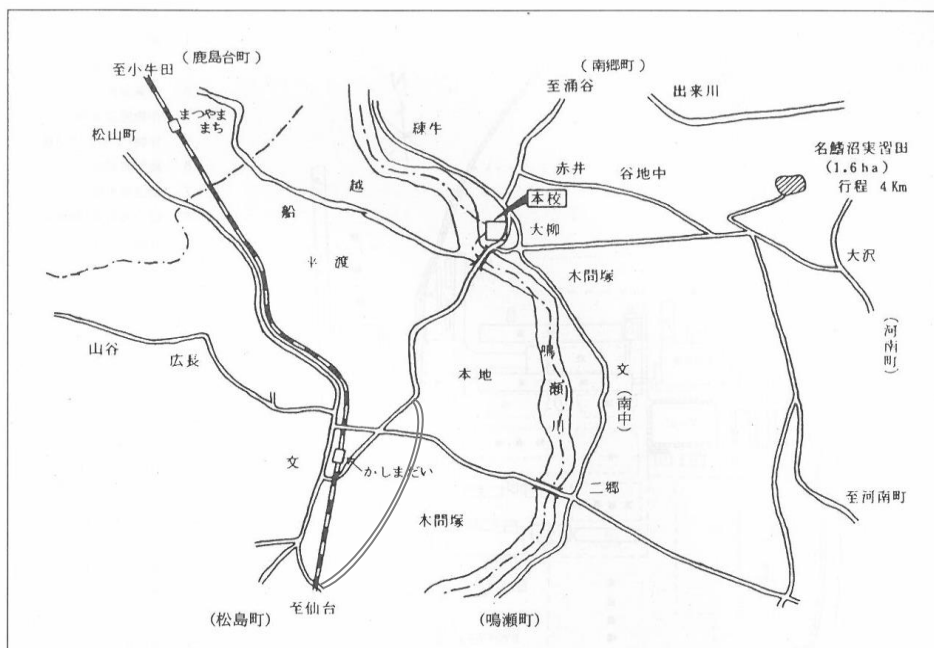 (鹿島台町)
至小牛田
(南郷町)
至涌谷
出来川
まつやま
まち
松山町
練牛
赤井
谷地中
名鰭沼実習田
(1.6ha)
行程 4Km
越
船
本校
大柳
平渡
木間塚
大沢
(河南町)
山谷
広長
本地
鳴瀬川
文(南中)
文
かしまだい
二郷
至河南町
木間塚
至仙台
(松島町)
(鳴瀬町)